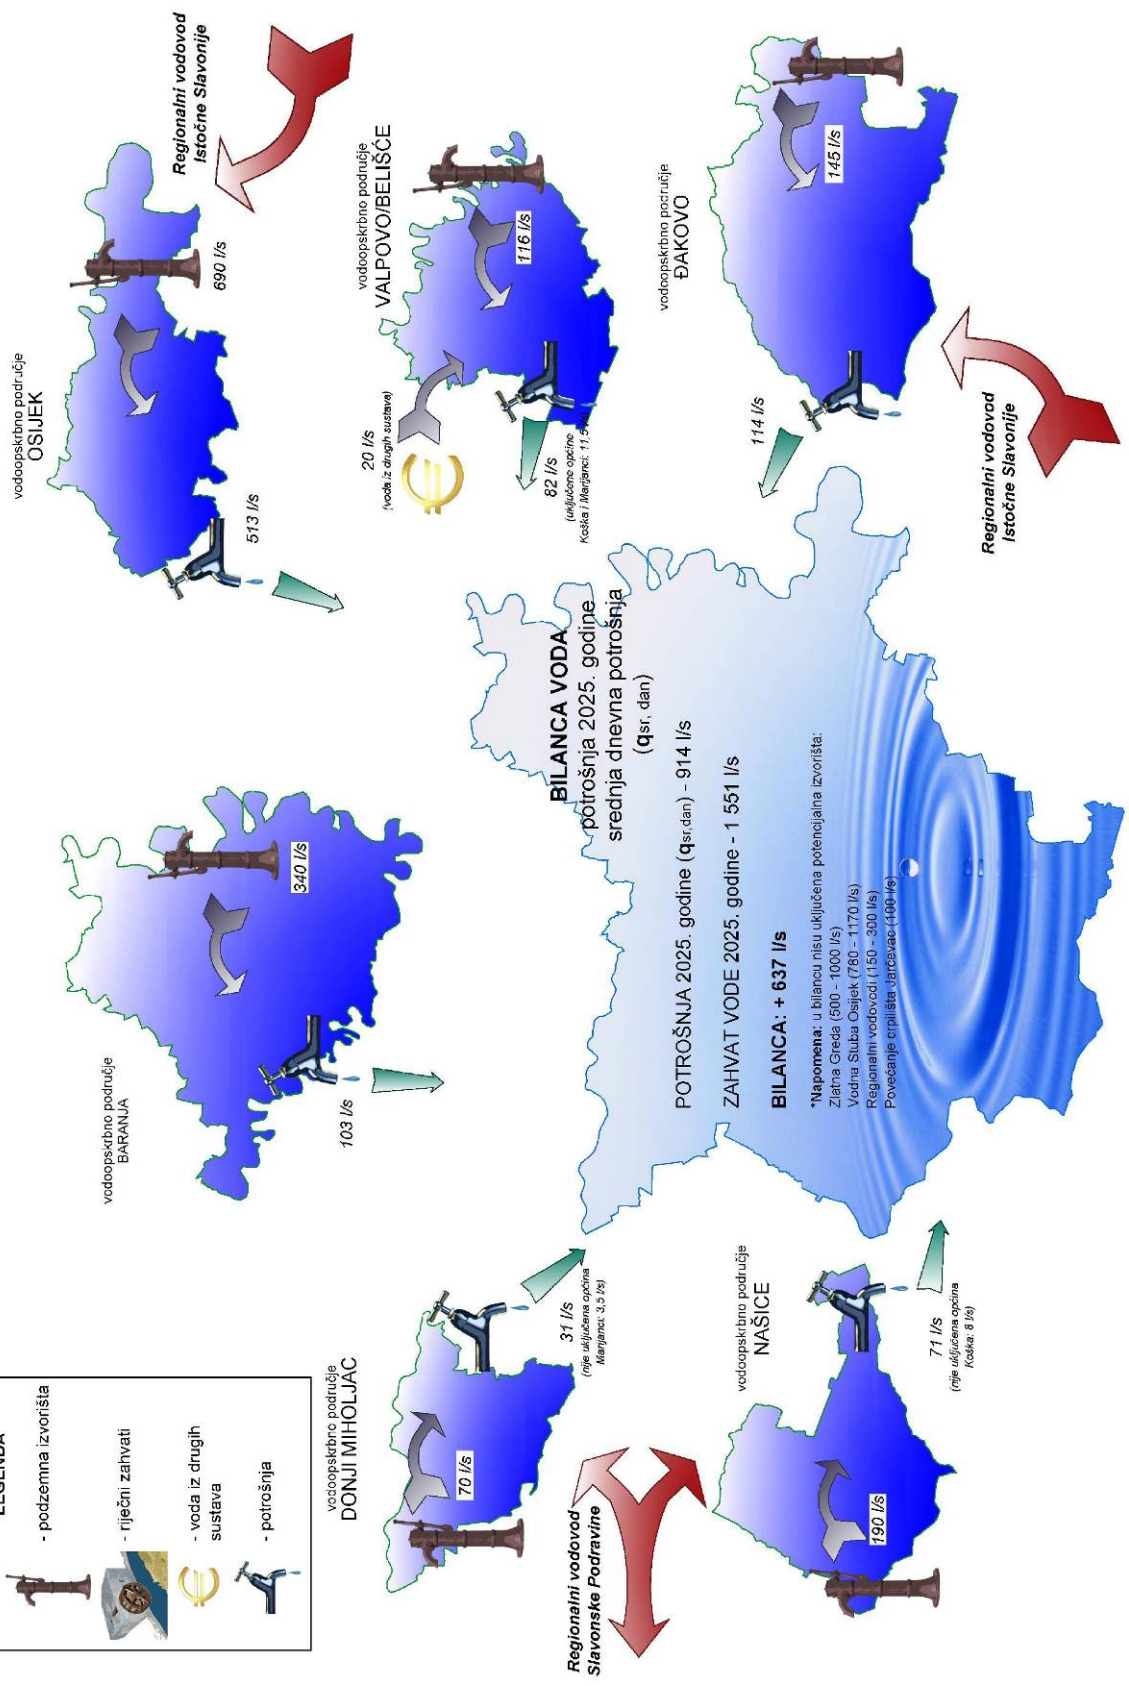 LEGENDA
- podzemna izvorišta
- riječni zahvati
- voda iz drugih
sustava
- potrošnja
vodoopskrbno područje
DONJI MIHOLJAC
70 l/s
31 l/s
(nije uključena općina
Marijanci: 3,5 l/s)
Regionalni vodovod
Slavonske Podravine
vodoopskrbno područje
NAŠICE
190 l/s
71 l/s
(nije uključena općina
Koška: 8 l/s)
vodoopskrbno područje
BARANJA
340 l/s
103 l/s
vodoopskrbno područje
OSIJEK
690 l/s
513 l/s
Regionalni vodovod
Istočne Slavonije
vodoopskrbno područje
VALPOVO/BELIŠĆE
20 l/s
(voda iz drugih sustava)
116 l/s
82 l/s
(uključene općine
Koška i Marijanci: 11,5
vodoopskrbno područje
ĐAKOVO
145 l/s
114 l/s
Regionalni vodovod
Istočne Slavonije
BILANCA VODA
potrošnja 2025. godine
srednja dnevna potrošnja
(qsr, dan)
POTROŠNJA 2025. godine (qsr,dan) - 914 l/s
ZAHVAT VODE 2025. godine - 1 551 l/s
BILANCA: + 637 l/s
*Napomena: u bilancu nisu uključena potencijalna izvorišta:
Zlatna Greda (500 - 1000 l/s)
Vodna Stuba Osijek (780 - 1170 l/s)
Regionalni vodovodi (150 - 300 l/s)
Povećanje crpilišta Jarčevac (100 l/s)